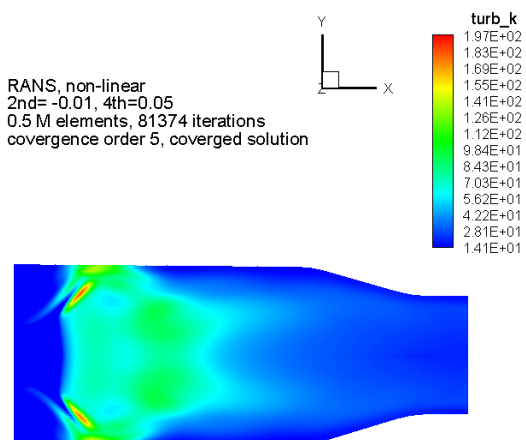 turb_k
1.97E+02
1.83E+02
1.69E+02
1.55E+02
1.41E+02
1.26E+02
1.12E+02
9.84E+01
8.43E+01
7.03E+01
5.62E+01
4.22E+01
2.81E+01
1.41E+01
Y
X
Z
RANS, non-linear
2nd= -0.01, 4th=0.05
0.5 M elements, 81374 iterations
covergence order 5, coverged solution